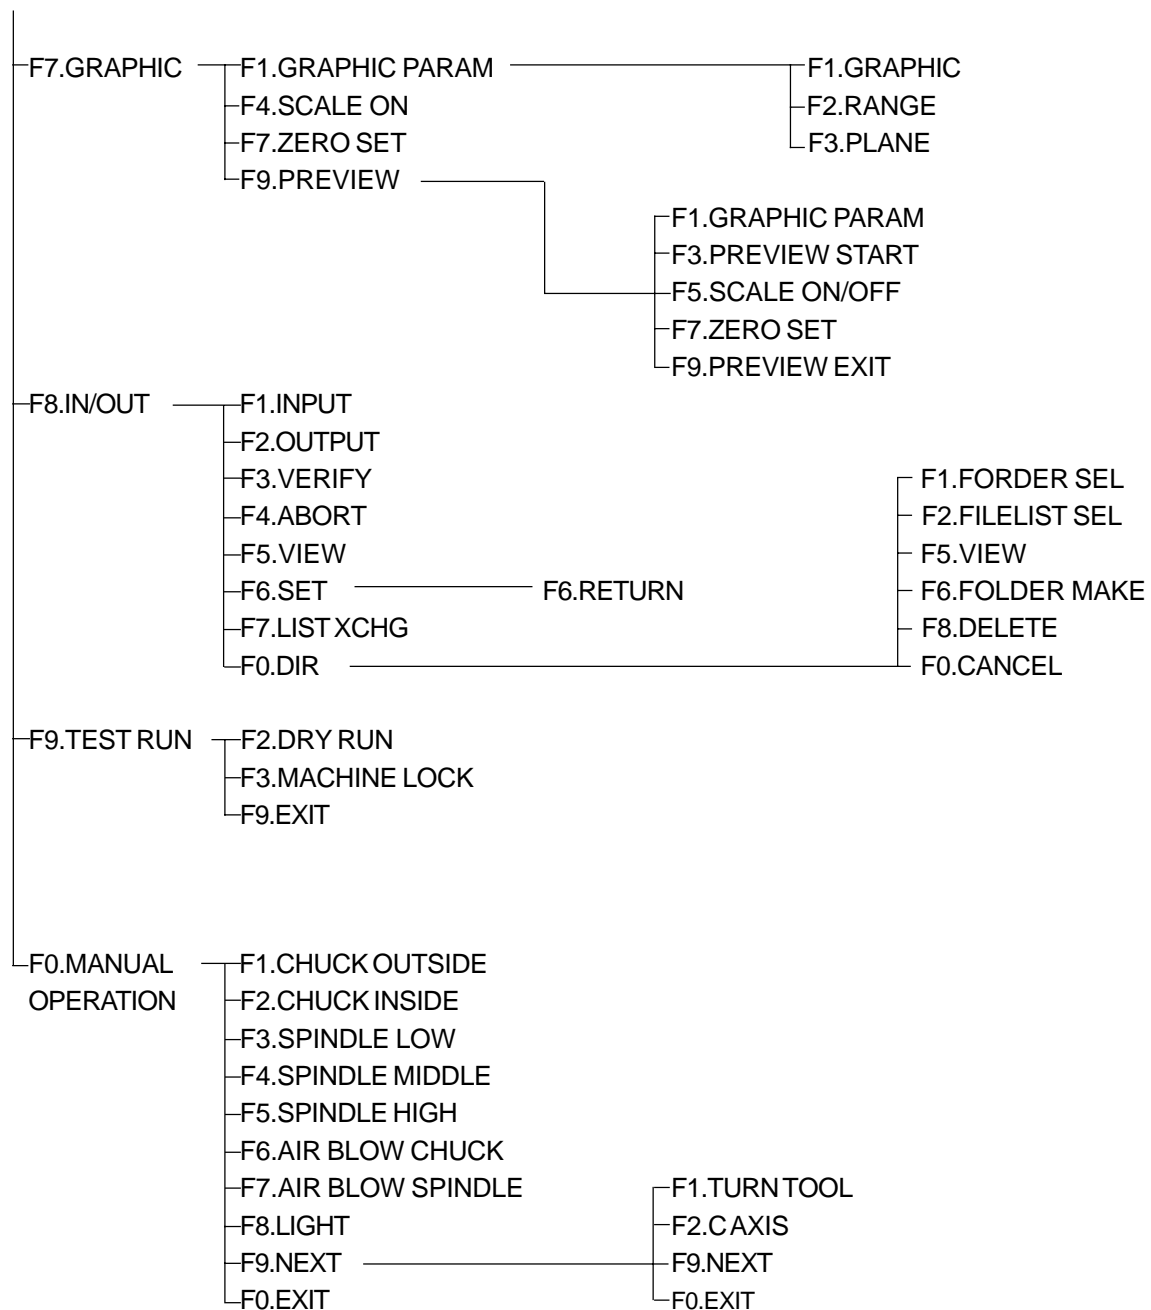 F7.GRAPHIC F1.GRAPHIC PARAM F1.GRAPHIC
F4.SCALE ON F2.RANGE
F7.ZERO SET F3.PLANE
F9.PREVIEW
F1.GRAPHIC PARAM
F3.PREVIEW START
F5.SCALE ON/OFF
F7.ZERO SET
F9.PREVIEW EXIT
F8.IN/OUT F1.INPUT
F2.OUTPUT
F3.VERIFY F1.FORDER SEL
F4.ABORT F2.FILELIST SEL
F5.VIEW F5.VIEW
F6.SET F6.RETURN F6.FOLDER MAKE
F7.LIST XCHG F8.DELETE
F0.DIR F0.CANCEL
F9.TEST RUN F2.DRY RUN
F3.MACHINE LOCK
F9.EXIT
F0.MANUAL F1.CHUCK OUTSIDE
OPERATION F2.CHUCK INSIDE
F3.SPINDLE LOW
F4.SPINDLE MIDDLE
F5.SPINDLE HIGH
F6.AIR BLOW CHUCK
F7.AIR BLOW SPINDLE F1.TURN TOOL
F8.LIGHT F2.C AXIS
F9.NEXT F9.NEXT
F0.EXIT F0.EXIT